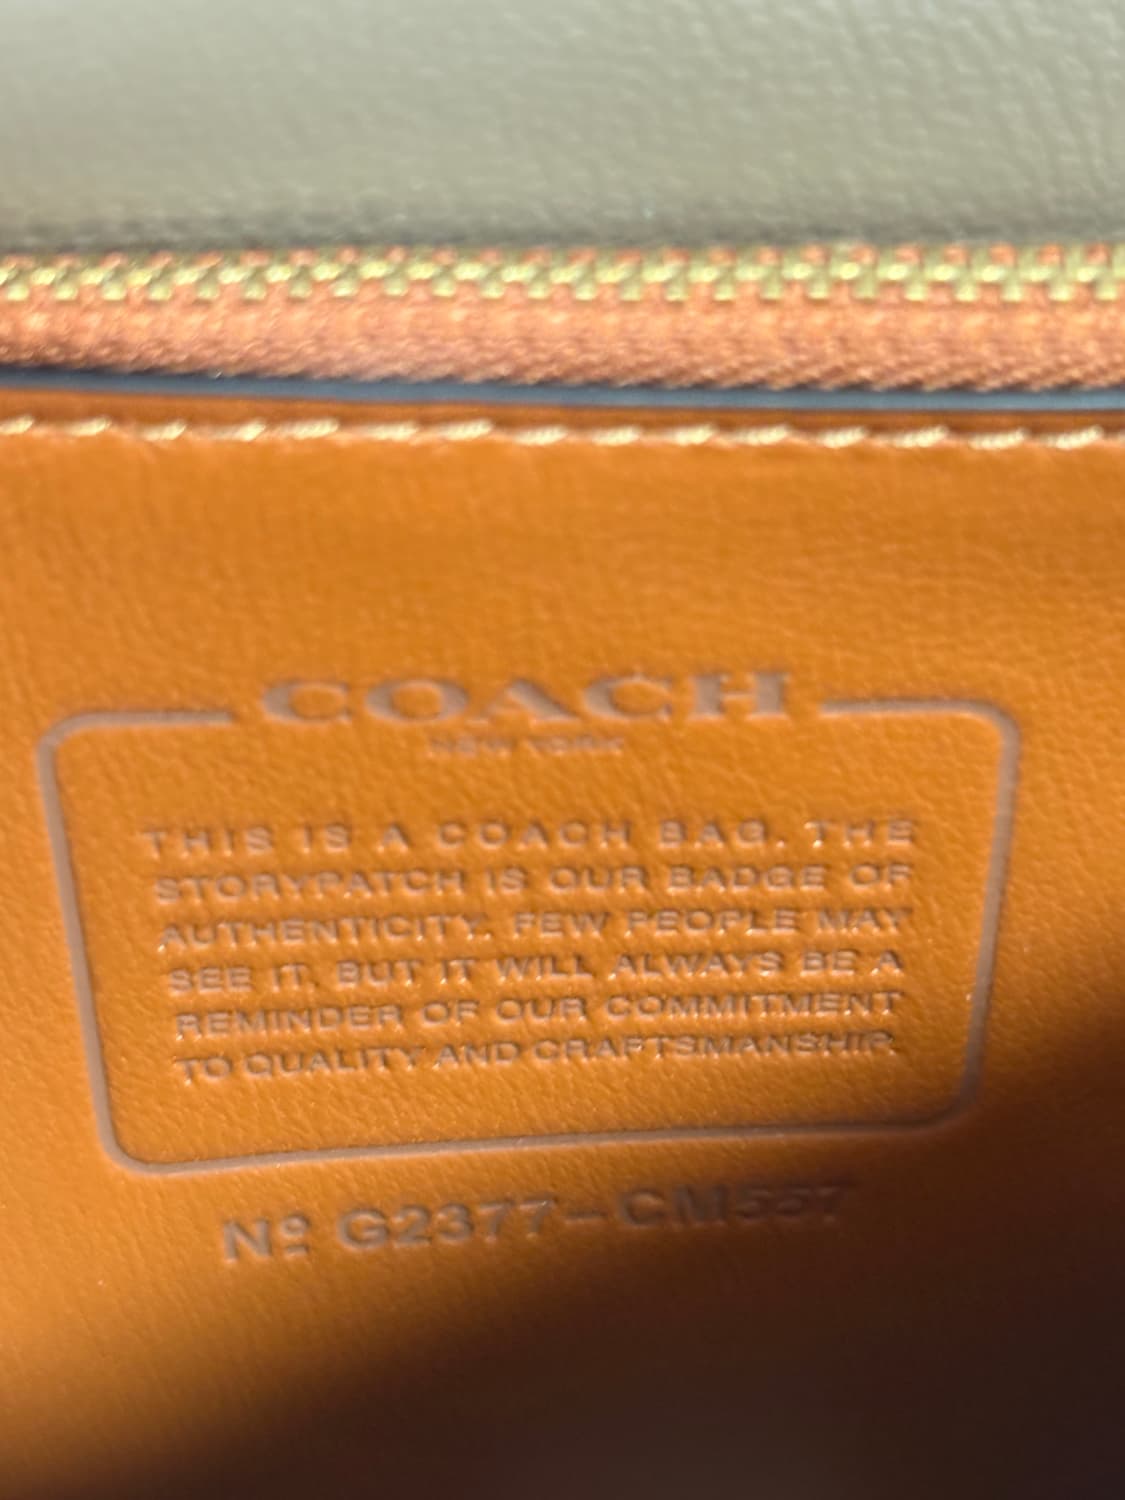 COACH
NEW YORK
THIS IS A COACH BAG. THE
STORYPATCH IS OUR BADGE OF
AUTHENTICITY. FEW PEOPLE MAY
SEE IT, BUT IT WILL ALWAYS BE A
REMINDER OF OUR COMMITMENT
TO QUALITY AND CRAFTSMANSHIP.
Nº G2377-CM557